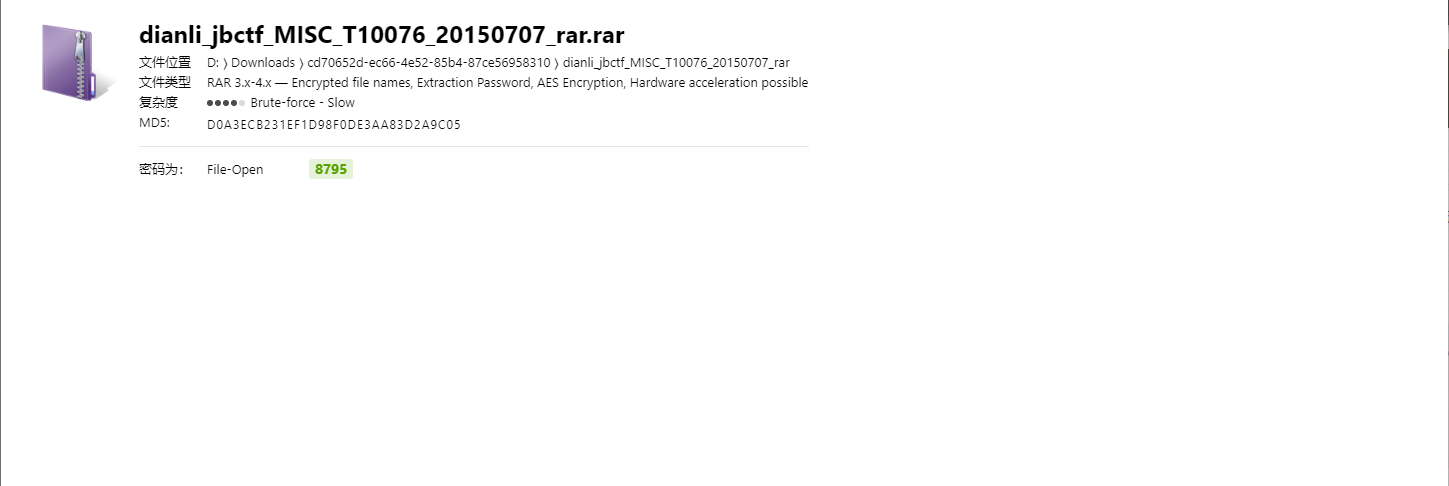 dianli_jbctf_MISC_T10076_20150707_rar.rar
文件位置 D: ⟩ Downloads ⟩ cd70652d-ec66-4e52-85b4-87ce56958310 ⟩ dianli_jbctf_MISC_T10076_20150707_rar
文件类型 RAR 3.x-4.x — Encrypted file names, Extraction Password, AES Encryption, Hardware acceleration possible
复杂度 Brute-force - Slow
MD5: D0A3ECB231EF1D98F0DE3AA83D2A9C05
密码为： File-Open 8795